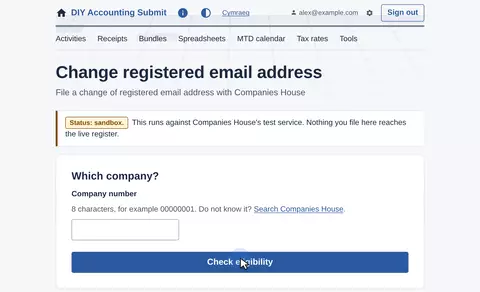 DIY Accounting Submit
Cymraeg
alex@example.com
Sign out
Activities Receipts Bundles Spreadsheets MTD calendar Tax rates Tools
Change registered email address
File a change of registered email address with Companies House
Status: sandbox. This runs against Companies House's test service. Nothing you file here reaches
the live register.
Which company?
Company number
8 characters, for example 00000001. Do not know it? Search Companies House.
Check eligibility